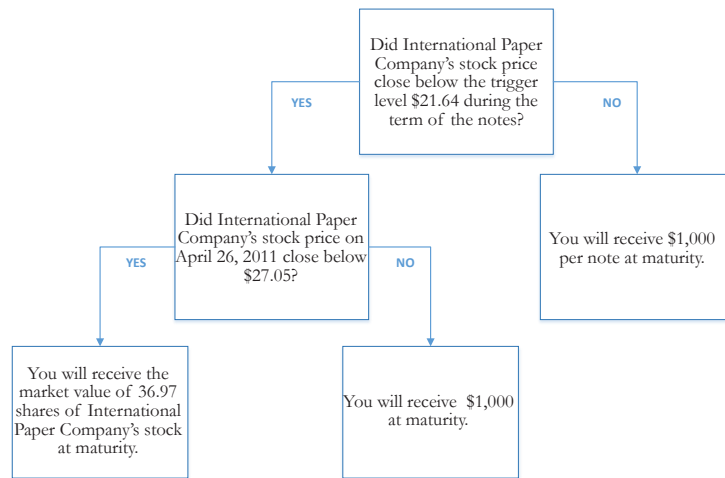 Did International Paper
Company's stock price
close below the trigger
level $21.64 during the
term of the notes?
YES
NO
Did International Paper
Company's stock price on
April 26, 2011 close below
$27.05?
You will receive $1,000
per note at maturity.
YES
NO
You will receive the
market value of 36.97
shares of International
Paper Company's stock
at maturity.
You will receive  $1,000
at maturity.